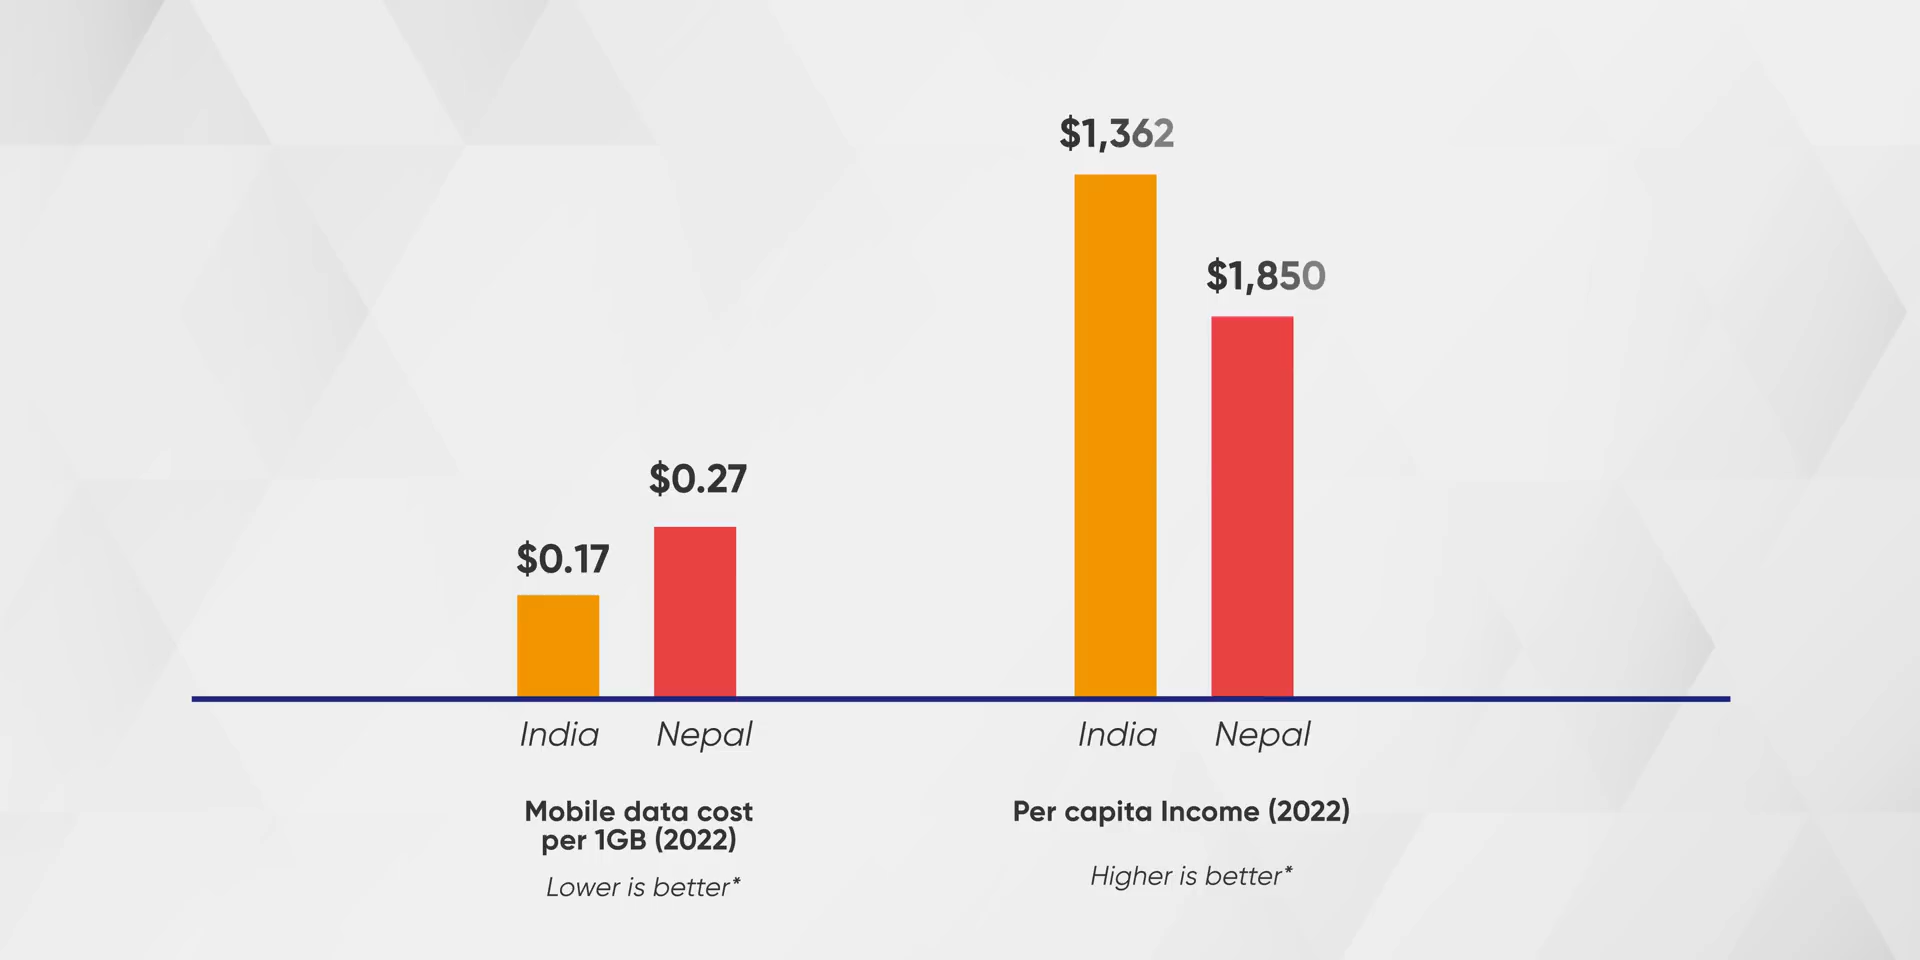 $1,362
$1,850
$0.27
$0.17
India Nepal India Nepal
Mobile data cost
per 1GB (2022)
Lower is better*
Per capita Income (2022)
Higher is better*